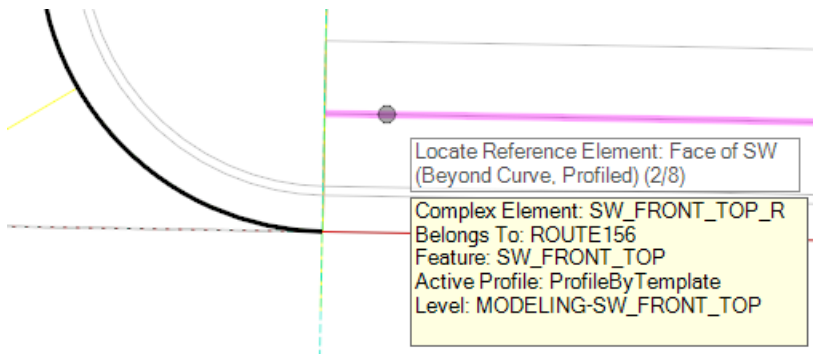 Locate Reference Element: Face of SW
(Beyond Curve, Profiled) (2/8)
Complex Element: SW_FRONT_TOP_R
Belongs To: ROUTE156
Feature: SW_FRONT_TOP
Active Profile: ProfileByTemplate
Level: MODELING-SW_FRONT_TOP